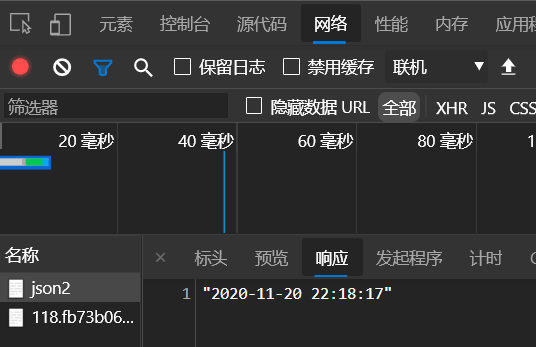 元素 控制台 源代码 网络 性能 内存 应用程
保留日志 禁用缓存 联机
筛选器 隐藏数据 URL 全部 XHR JS CSS
20 毫秒 40 毫秒 60 毫秒 80 毫秒 1
名称 × 标头 预览 响应 发起程序 计时 C
json2 1 "2020-11-20 22:18:17"
118.fb73b06...